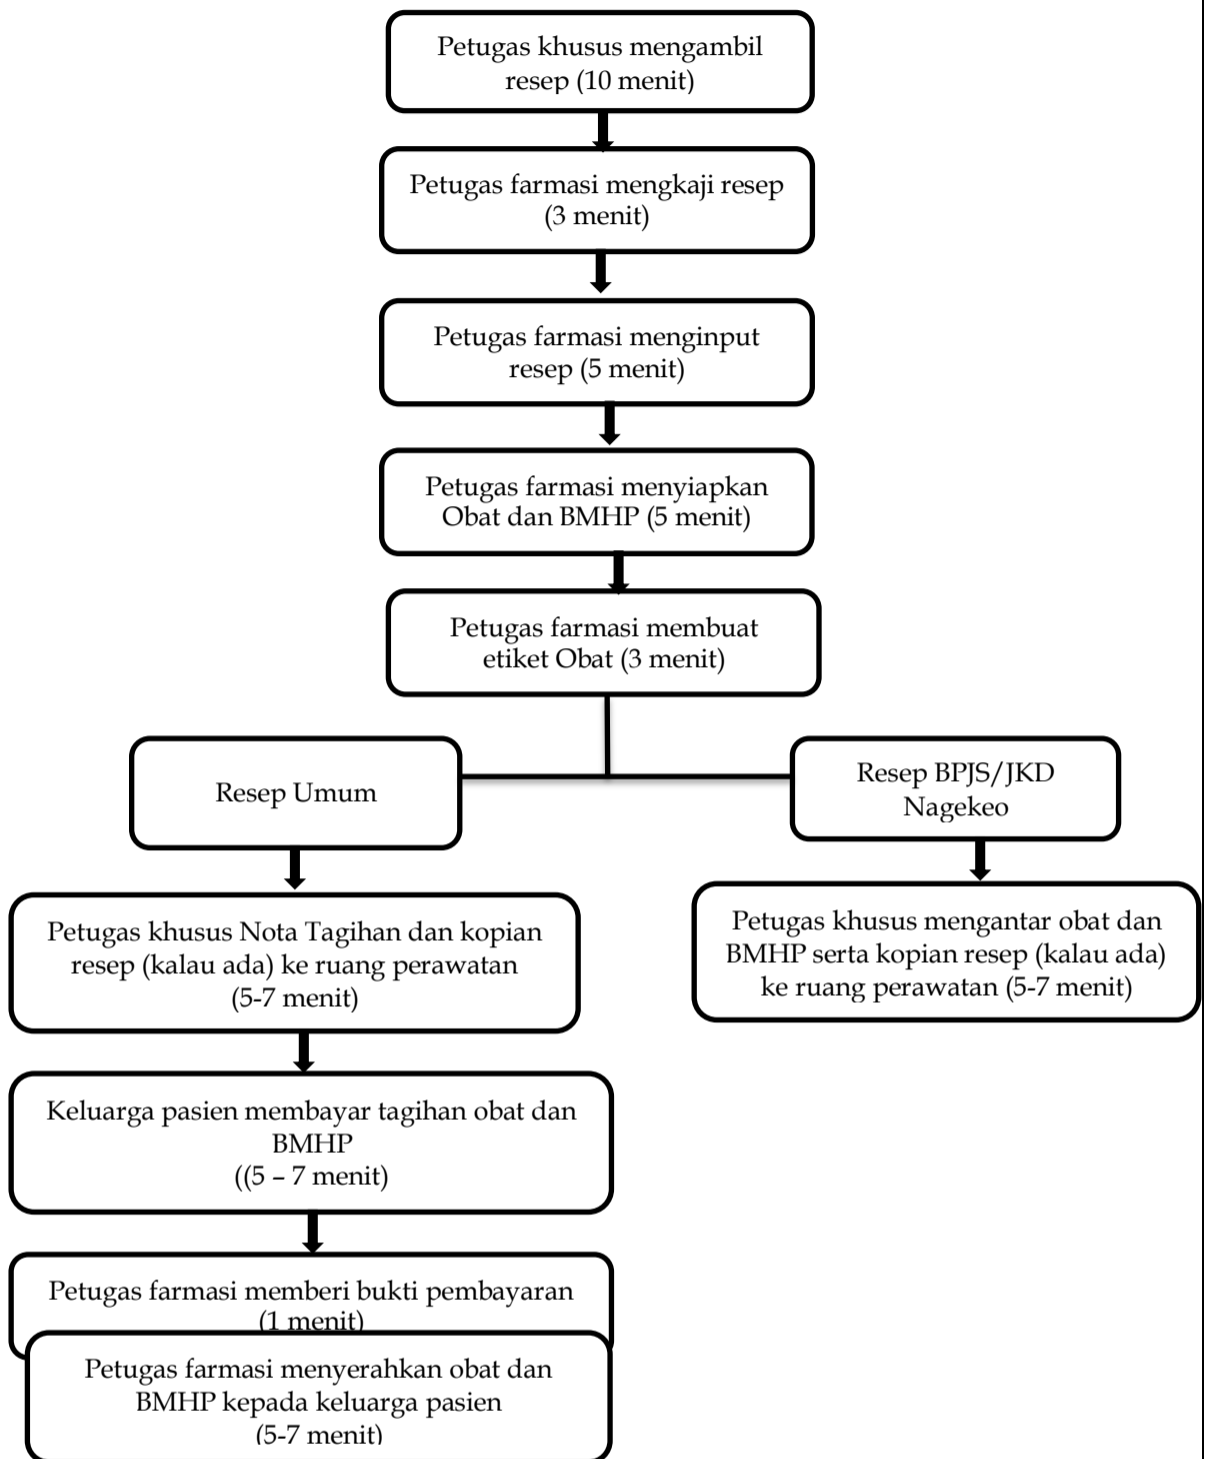 Petugas khusus mengambil
resep (10 menit)
Petugas farmasi mengkaji resep
(3 menit)
Petugas farmasi menginput
resep (5 menit)
Petugas farmasi menyiapkan
Obat dan BMHP (5 menit)
Petugas farmasi membuat
etiket Obat (3 menit)
Resep Umum
Resep BPJS/JKD
Nagekeo
Petugas khusus Nota Tagihan dan kopian
resep (kalau ada) ke ruang perawatan
(5-7 menit)
Petugas khusus mengantar obat dan
BMHP serta kopian resep (kalau ada)
ke ruang perawatan (5-7 menit)
Keluarga pasien membayar tagihan obat dan
BMHP
((5 – 7 menit)
Petugas farmasi memberi bukti pembayaran
(1 menit)
Petugas farmasi menyerahkan obat dan
BMHP kepada keluarga pasien
(5-7 menit)